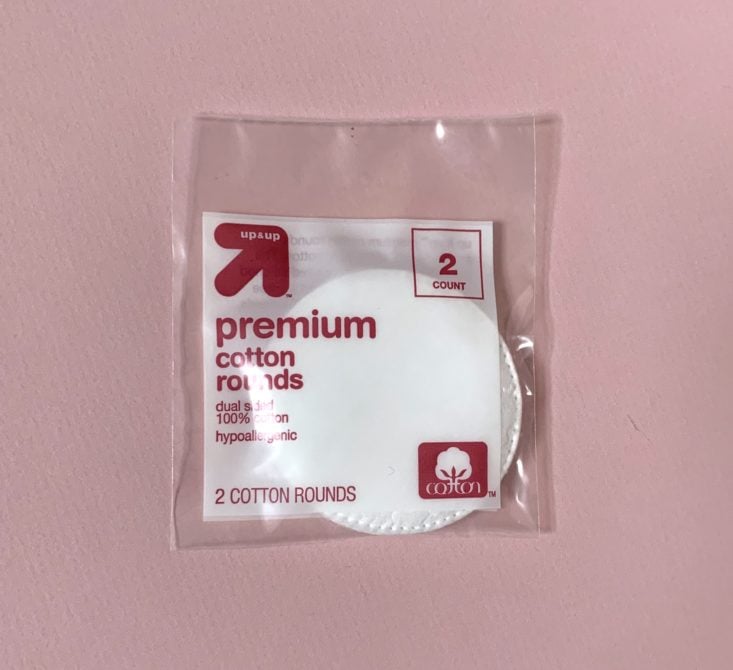 up&up
2
COUNT
premium
cotton
rounds
dual sided
100% cotton
hypoallergenic
cotton
2 COTTON ROUNDS